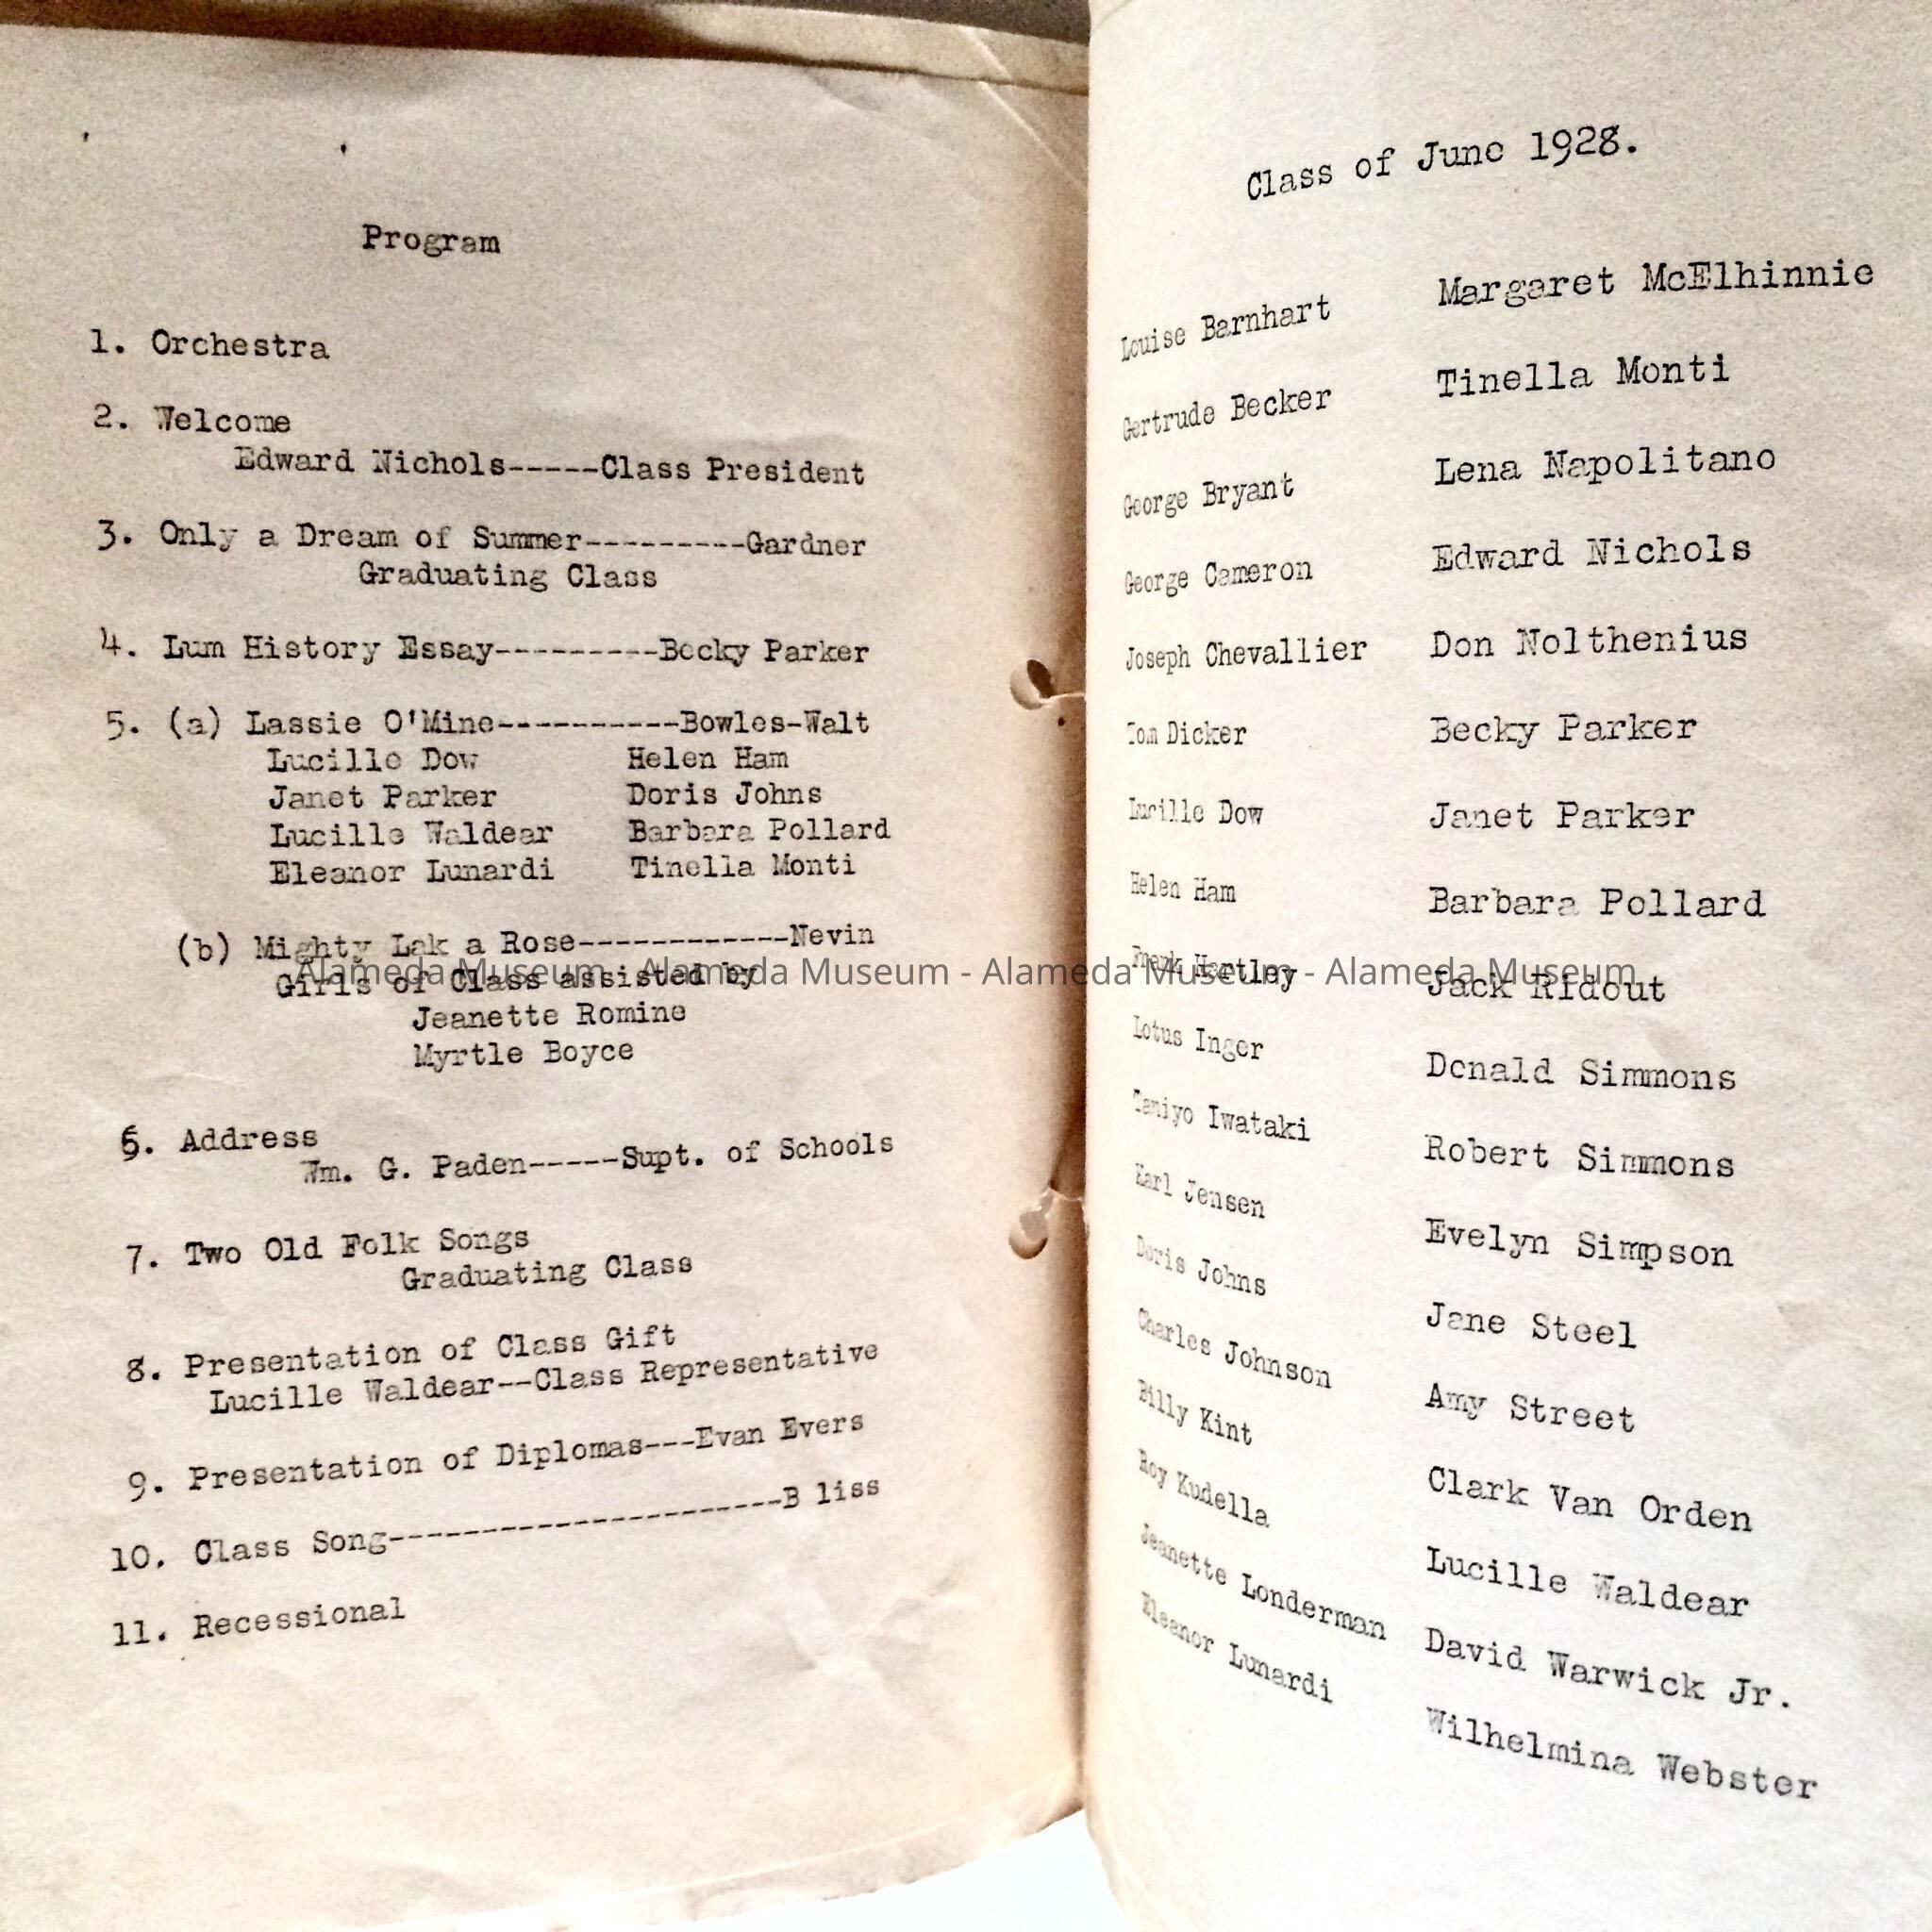 Program
1. Orchestra
2. Welcome
Edward Nichols-----Class President
3. Only a Dream of Summer---------Gardner
Graduating Class
4. Lum History Essay---------Becky Parker
5. (a) Lassie O'Mine----------Bowles-Walt
Lucille Dow Helen Ham
Janet Parker Doris Johns
Lucille Waldear Barbara Pollard
Eleanor Lunardi Tinella Monti
(b) Mighty Lak a Rose------------Nevin
Girls of Class assisted by
Jeanette Romine
Myrtle Boyce
6. Address
Wm. G. Paden-----Supt. of Schools
7. Two Old Folk Songs
Graduating Class
8. Presentation of Class Gift
Lucille Waldear--Class Representative
9. Presentation of Diplomas---Evan Evers
10. Class Song----------------------B liss
11. Recessional
Class of June 1928.
Louise Barnhart
Gertrude Becker
George Bryant
George Cameron
Joseph Chevallier
Tom Dicker
Lucille Dow
Helen Ham
Frank Hartley
Lotus Inger
Taniyo Iwataki
Karl Jensen
Doris Johns
Charles Johnson
Billy Kint
Roy Kudella
Jeanette Londerman
Eleanor Lunardi
Margaret McElhinnie
Tinella Monti
Lena Napolitano
Edward Nichols
Don Nolthenius
Becky Parker
Janet Parker
Barbara Pollard
Jack Ridout
Donald Simmons
Robert Simmons
Evelyn Simpson
Jane Steel
Amy Street
Clark Van Orden
Lucille Waldear
David Warwick Jr.
Wilhelmina Webster
Alameda Museum - Alameda Museum - Alameda Museum - Alameda Museum